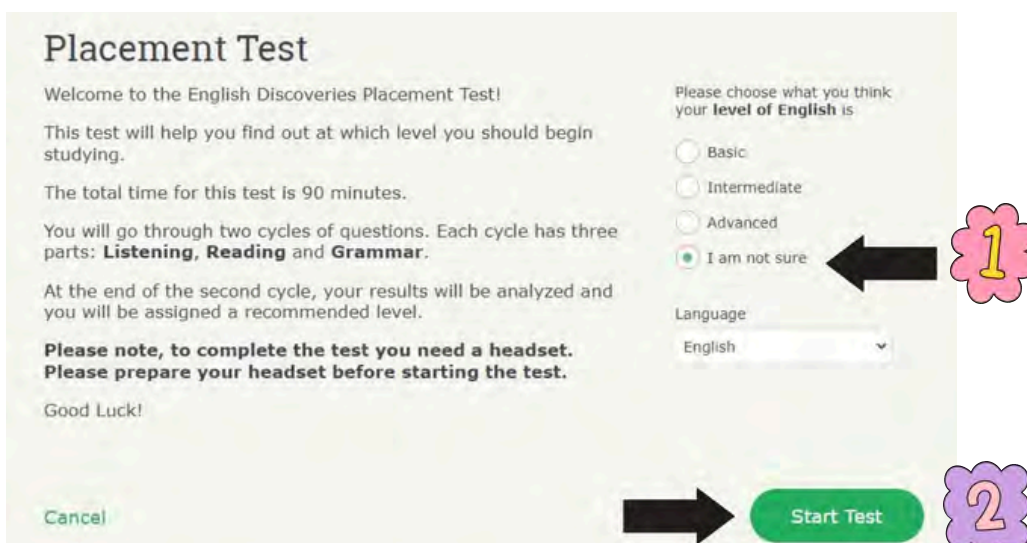 Placement Test
Welcome to the English Discoveries Placement Test!
This test will help you find out at which level you should begin
studying.
The total time for this test is 90 minutes.
You will go through two cycles of questions. Each cycle has three
parts: Listening, Reading and Grammar.
At the end of the second cycle, your results will be analyzed and
you will be assigned a recommended level.
Please note, to complete the test you need a headset.
Please prepare your headset before starting the test.
Good Luck!
Cancel
Please choose what you think
your level of English is
Basic
Intermediate
Advanced
I am not sure
1
Language
English
Start Test
2